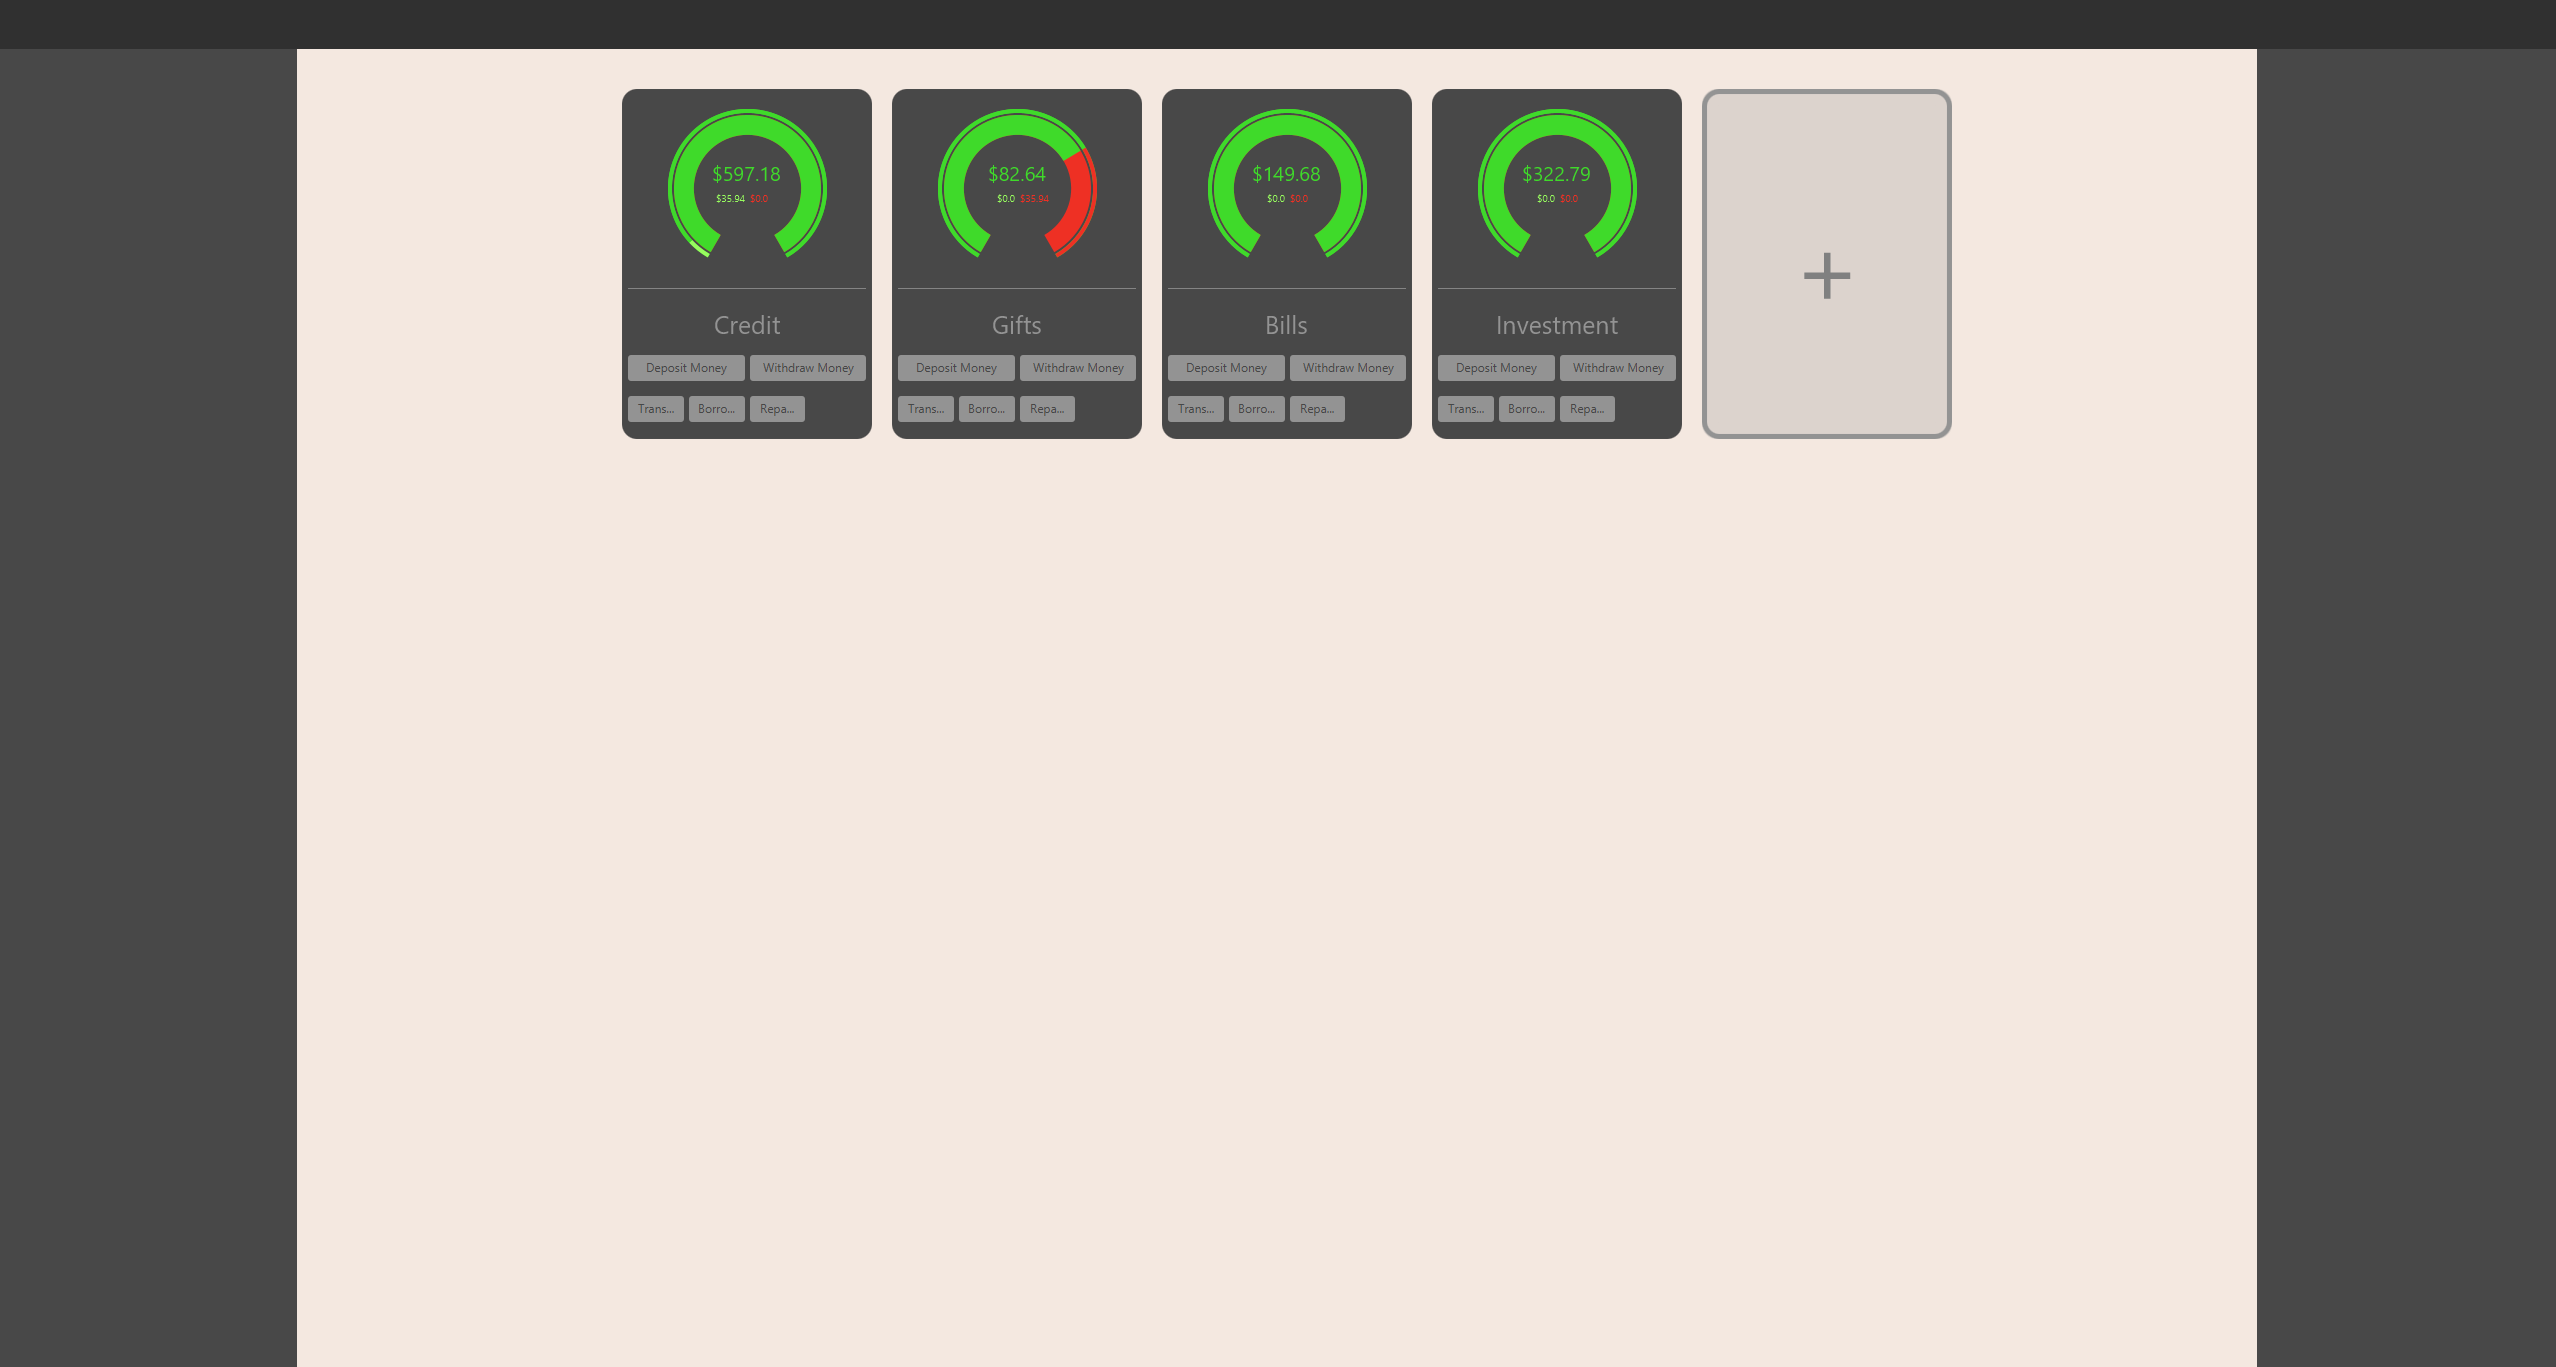 $597.18
$35.94 $0.0
Credit
Deposit Money Withdraw Money
Trans... Borro... Repa...
$82.64
$0.0 $35.94
Gifts
Deposit Money Withdraw Money
Trans... Borro... Repa...
$149.68
$0.0 $0.0
Bills
Deposit Money Withdraw Money
Trans... Borro... Repa...
$322.79
$0.0 $0.0
Investment
Deposit Money Withdraw Money
Trans... Borro... Repa...
+